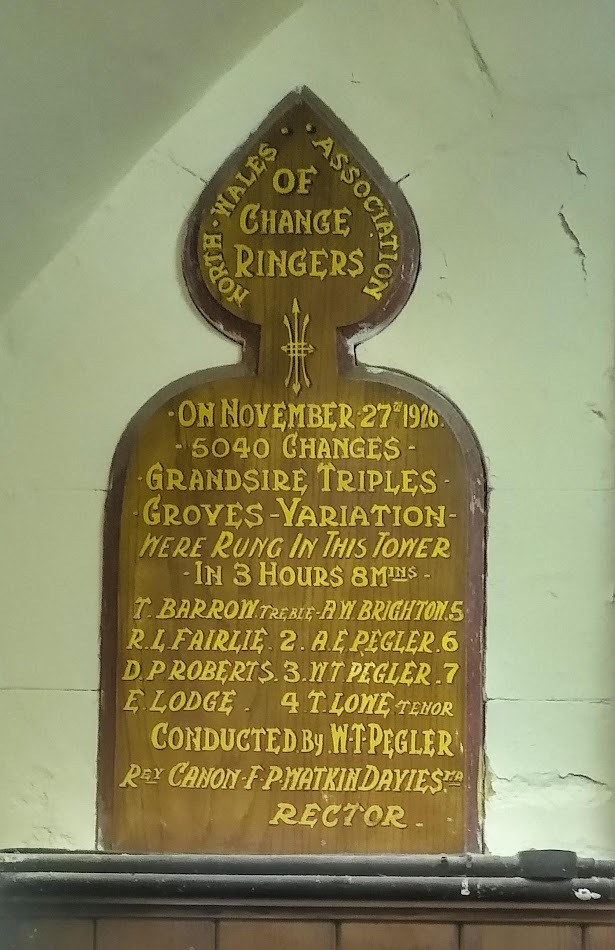 NORTH · WALES ASSOCIATION
OF
CHANGE
RINGERS
· ON NOVEMBER · 27TH 1926 ·
- 5040 CHANGES -
· GRANDSIRE TRIPLES -
- GROVES - VARIATION -
WERE RUNG IN THIS TOWER
- IN 3 HOURS 8 MINS -
T. BARROW TREBLE - A W BRIGHTON 5
R. L FAIRLIE. 2. A. E PEGLER. 6
D. P ROBERTS. 3. W T PEGLER. 7
E. LODGE. 4 T. LOWE TENOR
CONDUCTED By W·T·PEGLER.
REV CANON·F·P·WATKIN DAVIES MA
RECTOR.